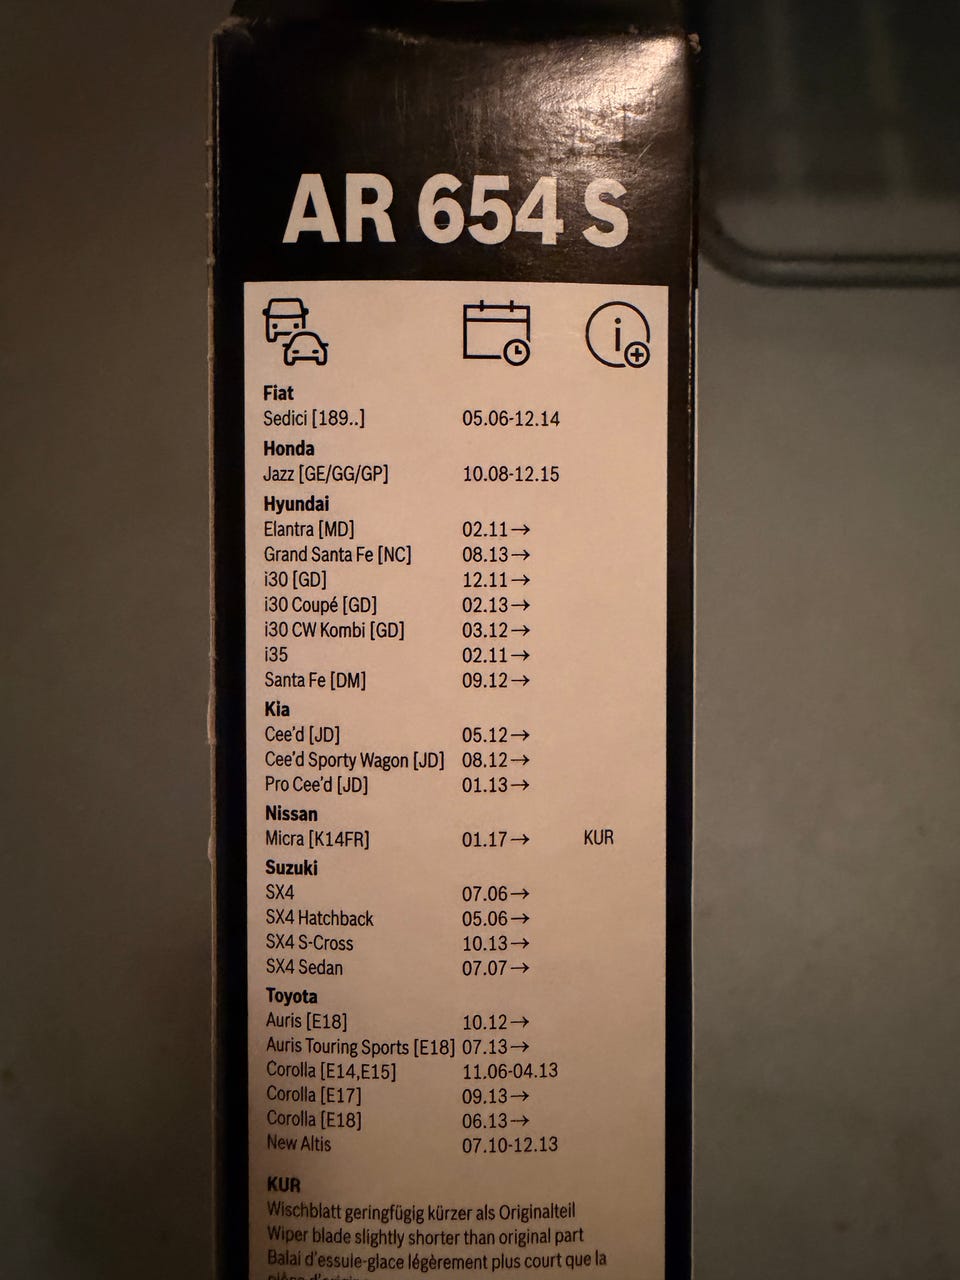 AR 654 S
Fiat
Sedici [189..] 05.06-12.14
Honda
Jazz [GE/GG/GP] 10.08-12.15
Hyundai
Elantra [MD] 02.11→
Grand Santa Fe [NC] 08.13→
i30 [GD] 12.11→
i30 Coupé [GD] 02.13→
i30 CW Kombi [GD] 03.12→
i35 02.11→
Santa Fe [DM] 09.12→
Kia
Cee'd [JD] 05.12→
Cee'd Sporty Wagon [JD] 08.12→
Pro Cee'd [JD] 01.13→
Nissan
Micra [K14FR] 01.17→ KUR
Suzuki
SX4 07.06→
SX4 Hatchback 05.06→
SX4 S-Cross 10.13→
SX4 Sedan 07.07→
Toyota
Auris [E18] 10.12→
Auris Touring Sports [E18] 07.13→
Corolla [E14,E15] 11.06-04.13
Corolla [E17] 09.13→
Corolla [E18] 06.13→
New Altis 07.10-12.13
KUR
Wischblatt geringfügig kürzer als Originalteil
Wiper blade slightly shorter than original part
Balai d'essuie-glace légèrement plus court que la